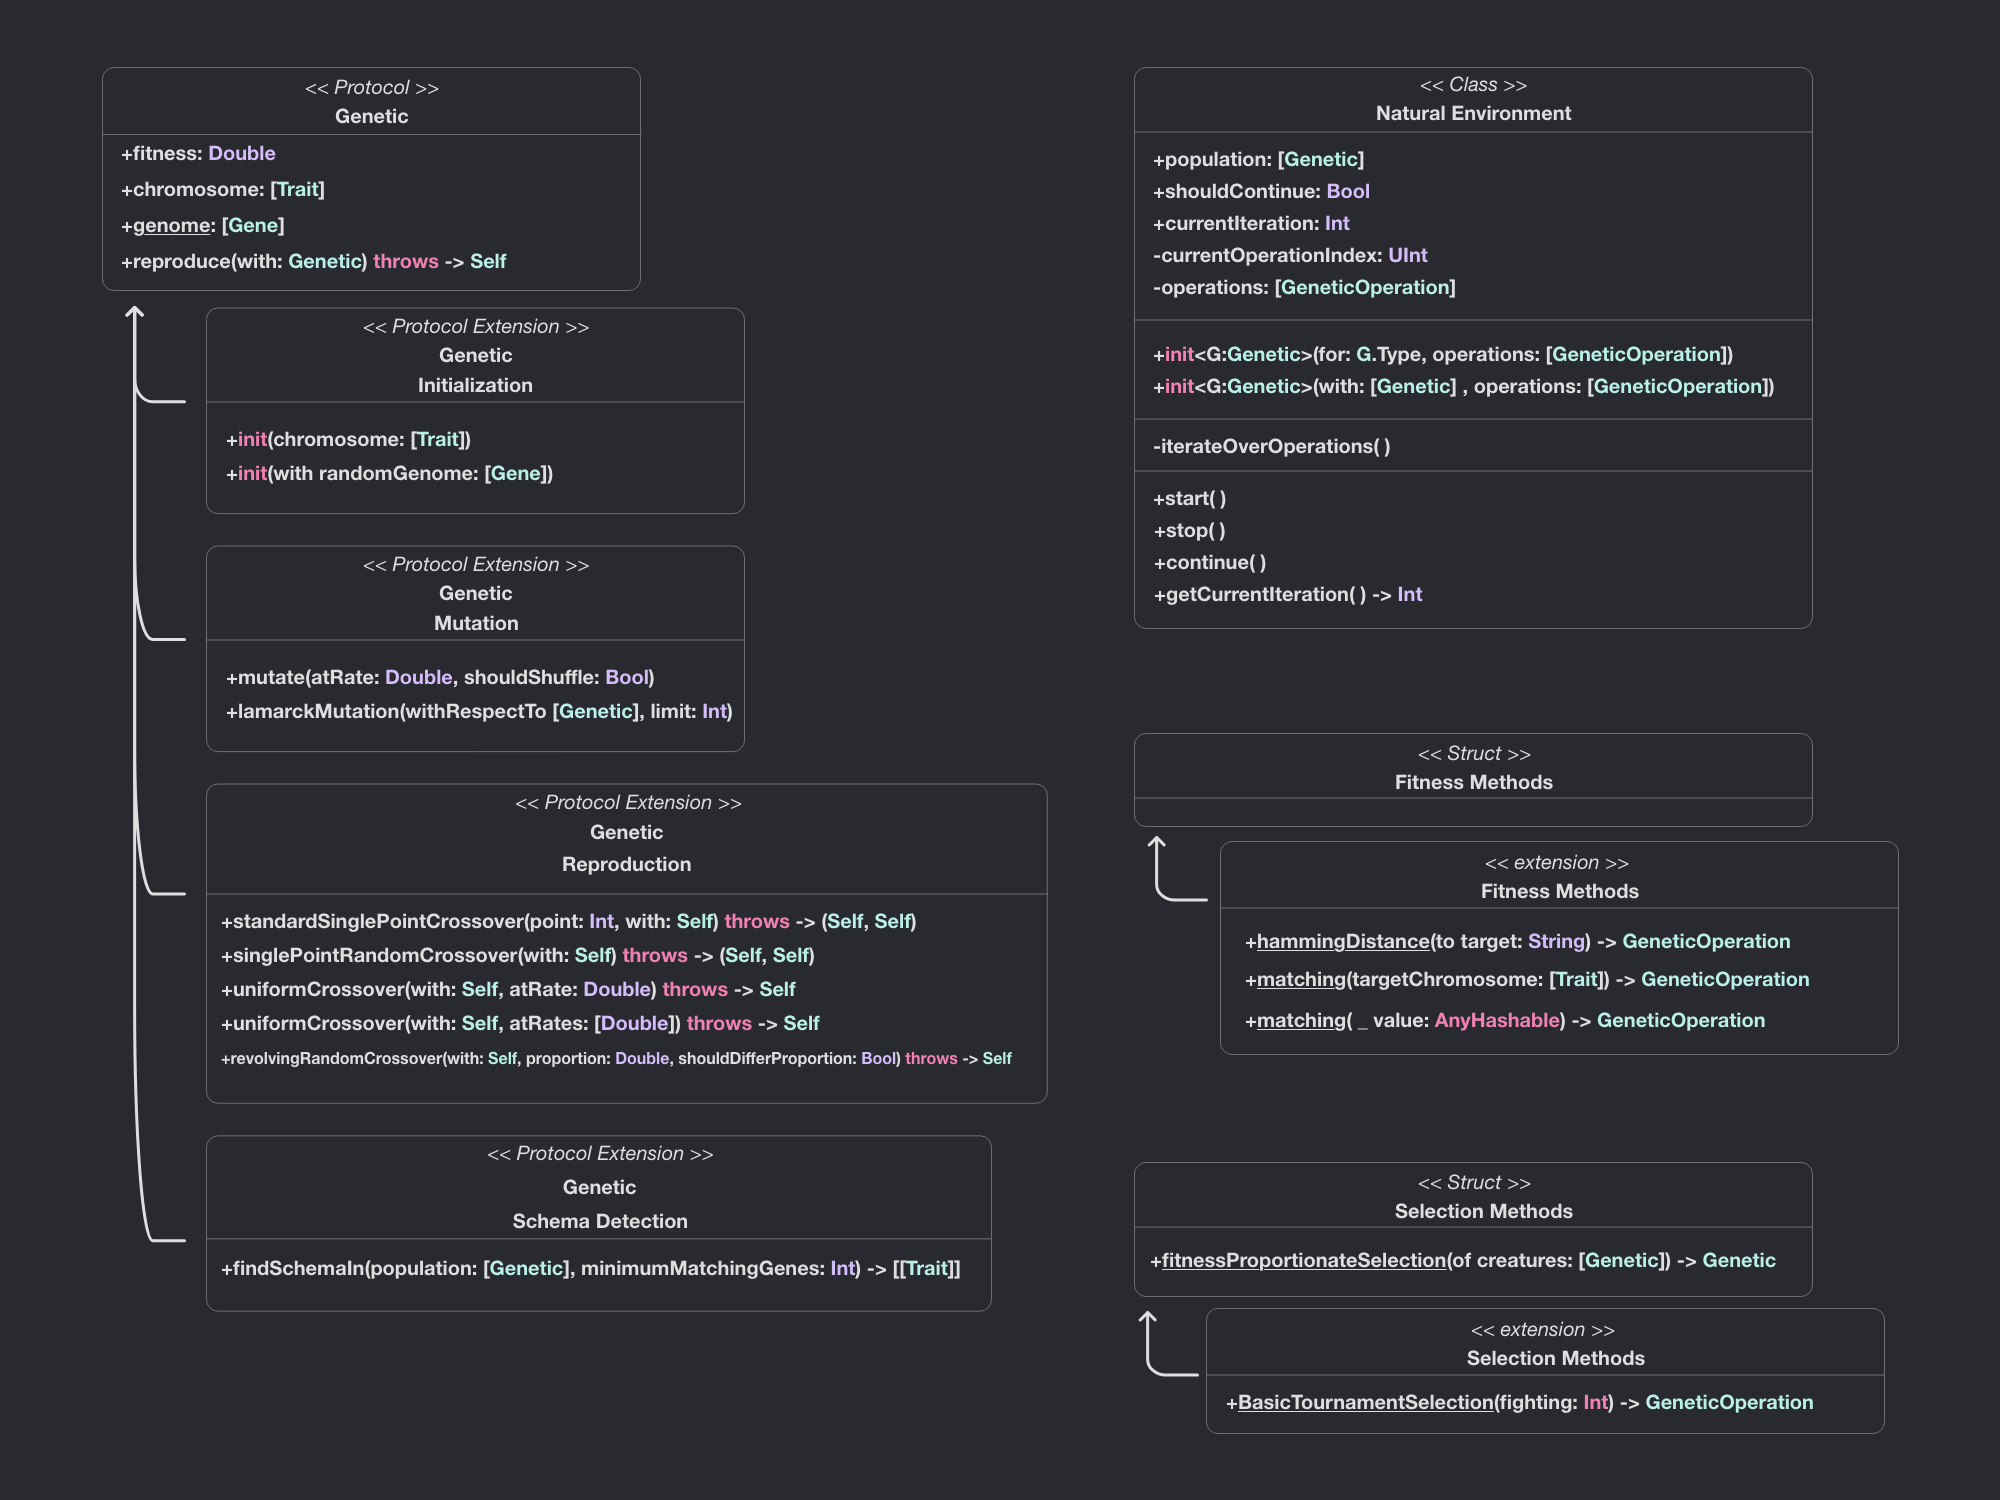 << Protocol >>
Genetic
+fitness: Double
+chromosome: [Trait]
+genome: [Gene]
+reproduce(with: Genetic) throws -> Self
<< Protocol Extension >>
Genetic
Initialization
+init(chromosome: [Trait])
+init(with randomGenome: [Gene])
<< Protocol Extension >>
Genetic
Mutation
+mutate(atRate: Double, shouldShuffle: Bool)
+lamarckMutation(withRespectTo [Genetic], limit: Int)
<< Protocol Extension >>
Genetic
Reproduction
+standardSinglePointCrossover(point: Int, with: Self) throws -> (Self, Self)
+singlePointRandomCrossover(with: Self) throws -> (Self, Self)
+uniformCrossover(with: Self, atRate: Double) throws -> Self
+uniformCrossover(with: Self, atRates: [Double]) throws -> Self
+revolvingRandomCrossover(with: Self, proportion: Double, shouldDifferProportion: Bool) throws -> Self
<< Protocol Extension >>
Genetic
Schema Detection
+findSchemaIn(population: [Genetic], minimumMatchingGenes: Int) -> [[Trait]]
<< Class >>
Natural Environment
+population: [Genetic]
+shouldContinue: Bool
+currentIteration: Int
-currentOperationIndex: UInt
-operations: [GeneticOperation]
+init<G:Genetic>(for: G.Type, operations: [GeneticOperation])
+init<G:Genetic>(with: [Genetic] , operations: [GeneticOperation])
-iterateOverOperations( )
+start( )
+stop( )
+continue( )
+getCurrentIteration( ) -> Int
<< Struct >>
Fitness Methods
<< extension >>
Fitness Methods
+hammingDistance(to target: String) -> GeneticOperation
+matching(targetChromosome: [Trait]) -> GeneticOperation
+matching( _ value: AnyHashable) -> GeneticOperation
<< Struct >>
Selection Methods
+fitnessProportionateSelection(of creatures: [Genetic]) -> Genetic
<< extension >>
Selection Methods
+BasicTournamentSelection(fighting: Int) -> GeneticOperation